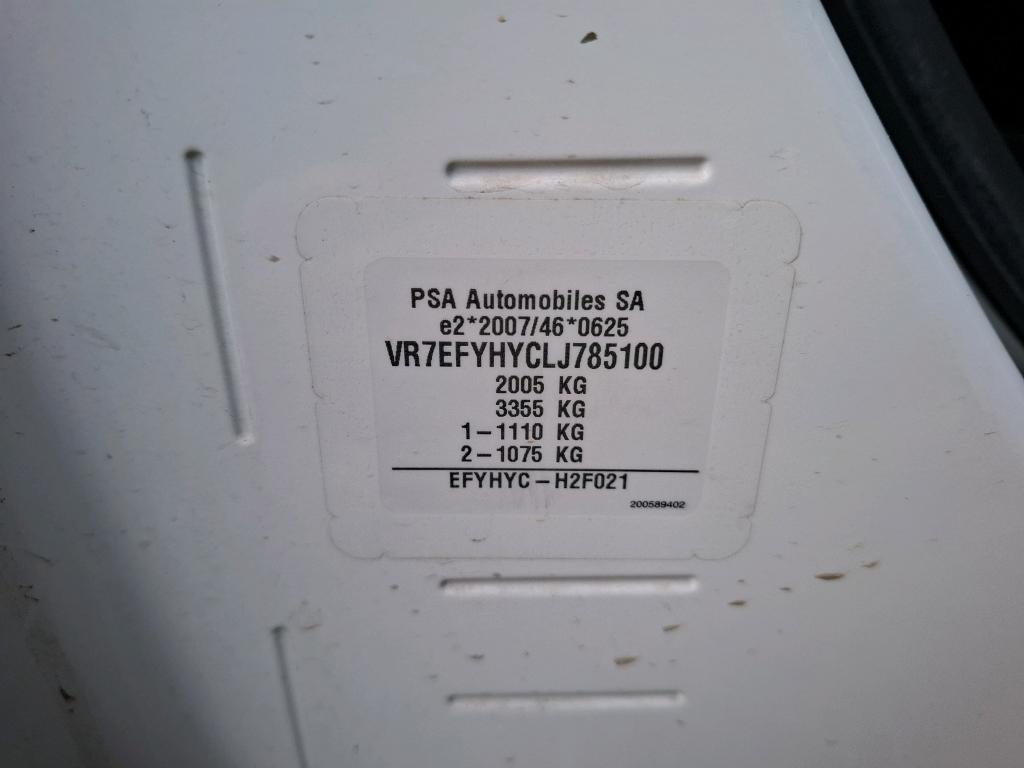 PSA Automobiles SA
e2*2007/46*0625
VR7EFYHYCLJ785100
2005 KG
3355 KG
1-1110 KG
2-1075 KG
EFYHYC-H2F021
200589402